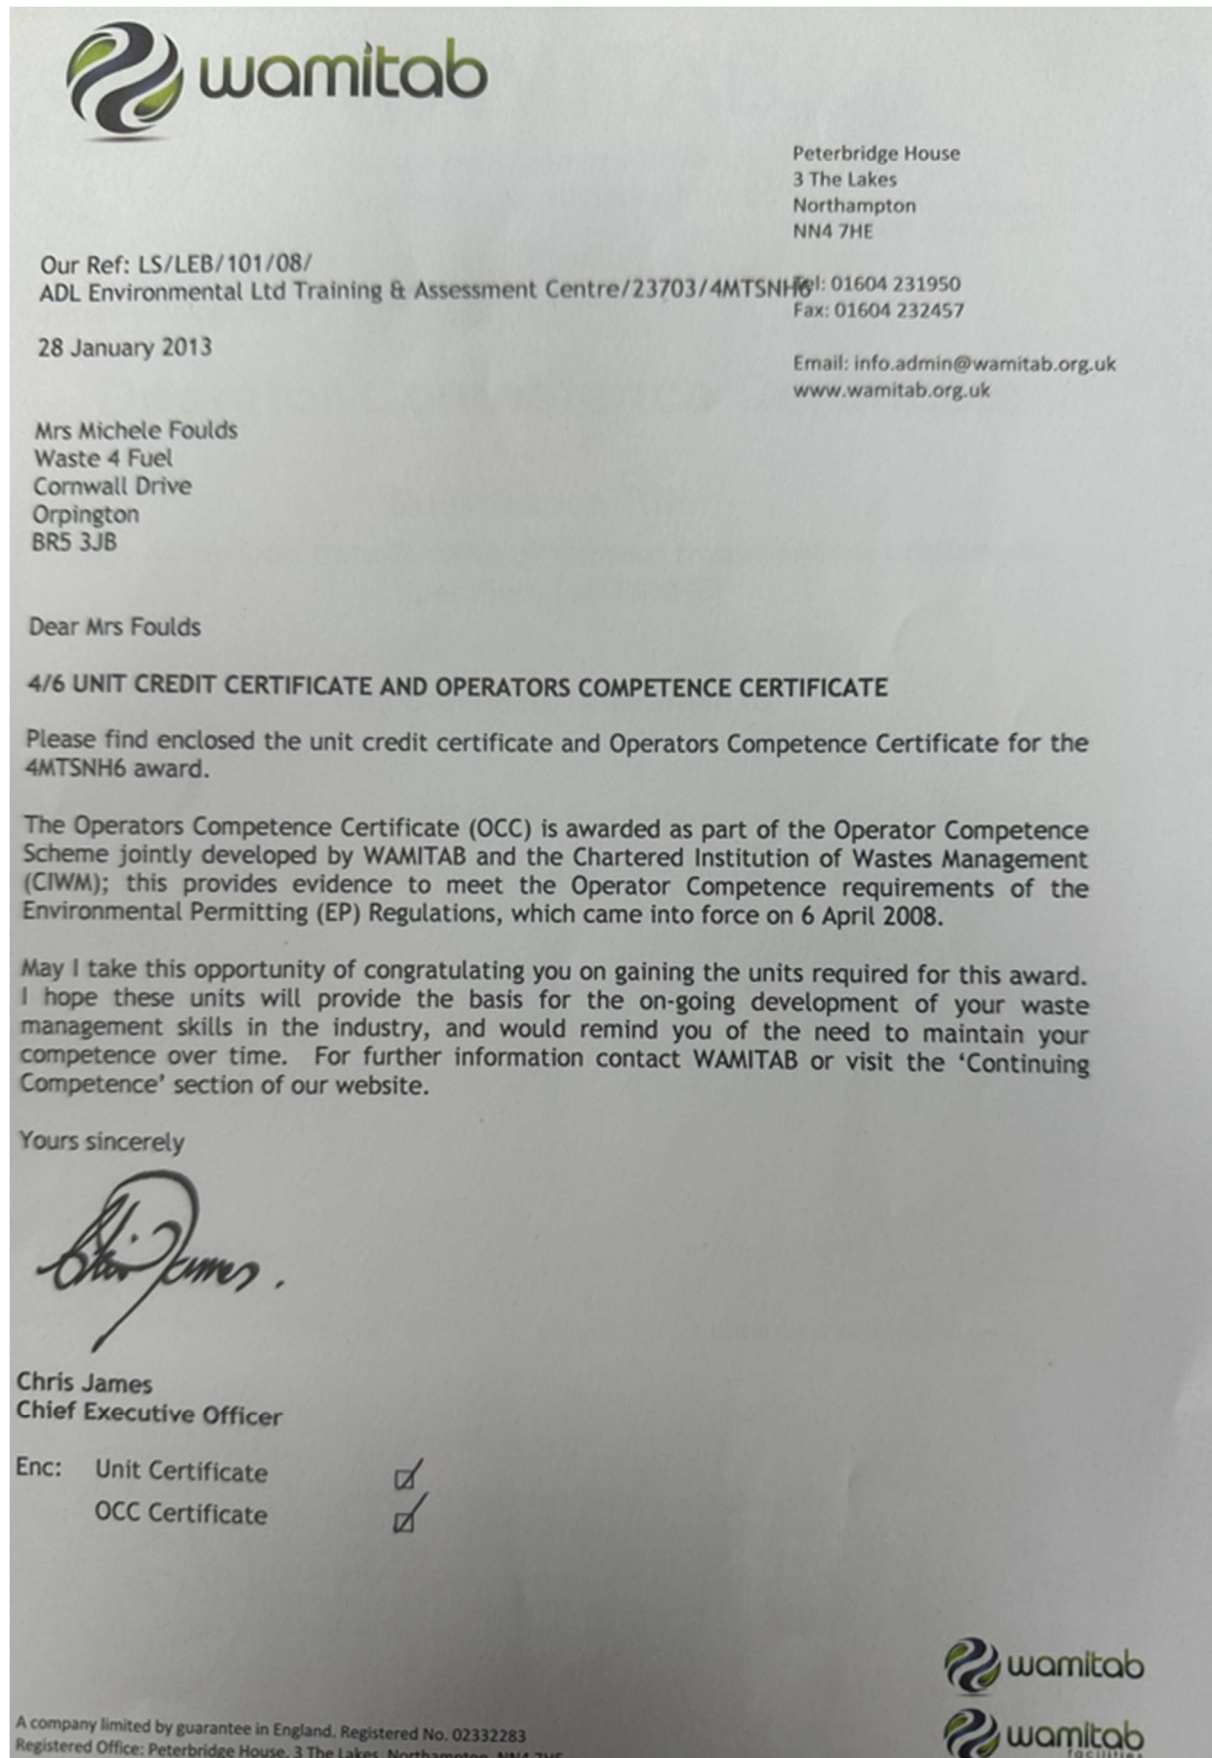 wamitab
Peterbridge House
3 The Lakes
Northampton
NN4 7HE
Our Ref: LS/LEB/101/08/
ADL Environmental Ltd Training & Assessment Centre/23703/4MTSNH6
Tel: 01604 231950
Fax: 01604 232457
28 January 2013
Email: info.admin@wamitab.org.uk
www.wamitab.org.uk
Mrs Michele Foulds
Waste 4 Fuel
Cornwall Drive
Orpington
BR5 3JB
Dear Mrs Foulds
4/6 UNIT CREDIT CERTIFICATE AND OPERATORS COMPETENCE CERTIFICATE
Please find enclosed the unit credit certificate and Operators Competence Certificate for the
4MTSNH6 award.
The Operators Competence Certificate (OCC) is awarded as part of the Operator Competence
Scheme jointly developed by WAMITAB and the Chartered Institution of Wastes Management
(CIWM); this provides evidence to meet the Operator Competence requirements of the
Environmental Permitting (EP) Regulations, which came into force on 6 April 2008.
May I take this opportunity of congratulating you on gaining the units required for this award.
I hope these units will provide the basis for the on-going development of your waste
management skills in the industry, and would remind you of the need to maintain your
competence over time. For further information contact WAMITAB or visit the ‘Continuing
Competence’ section of our website.
Yours sincerely
Chris James.
Chris James
Chief Executive Officer
Enc: Unit Certificate
OCC Certificate
wamitab
wamitab
facilities
A company limited by guarantee in England. Registered No. 02332283
Registered Office: Peterbridge House, 3 The Lakes, Northampton, NN4 7HE